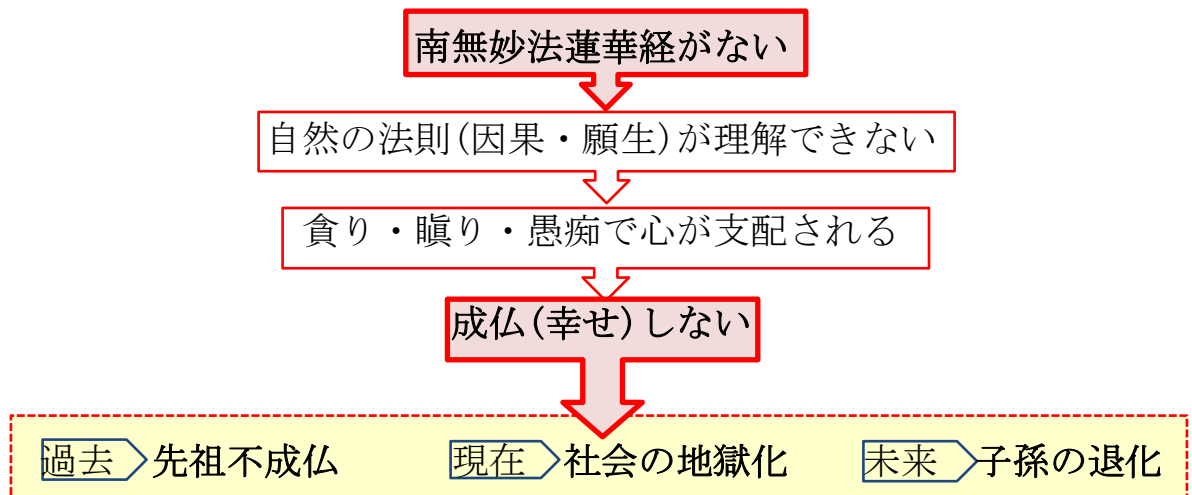 南無妙法蓮華経がない
自然の法則(因果・願生)が理解できない
貪り・瞋り・愚痴で心が支配される
成仏(幸せ)しない
過去 先祖不成仏 現在 社会の地獄化 未来 子孫の退化